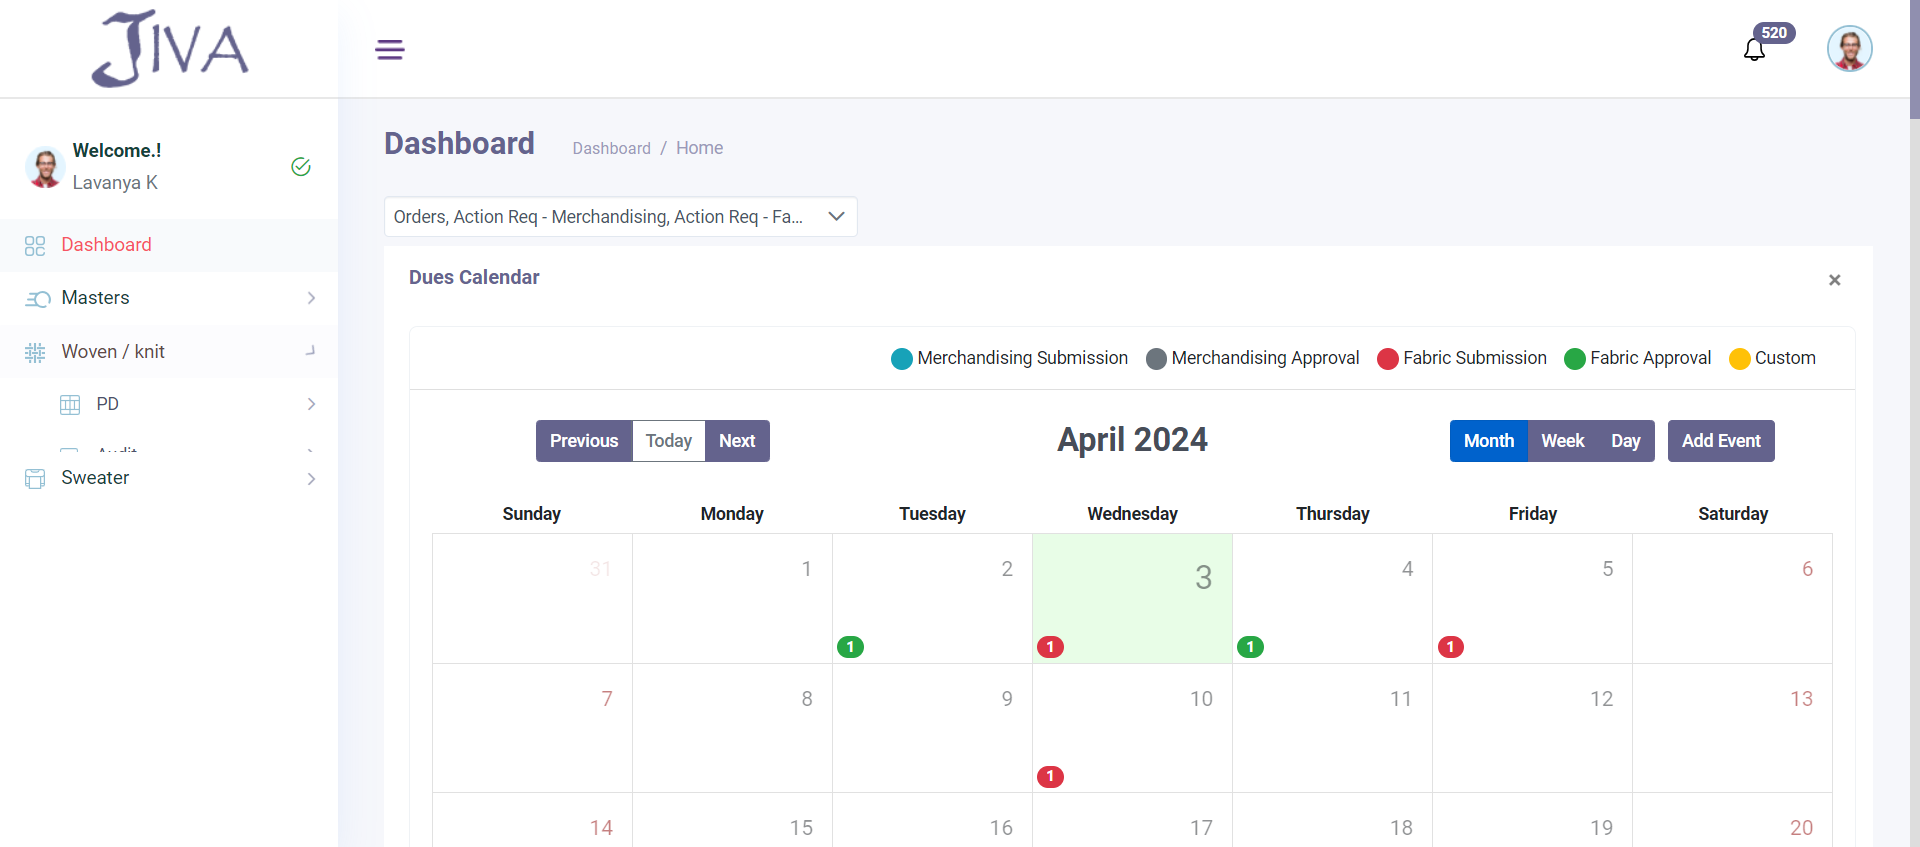 JIVA
520
Welcome.!
Lavanya K
Dashboard
Masters
Woven / knit
PD
Audit
Sweater
Dashboard
Dashboard / Home
Orders, Action Req - Merchandising, Action Req - Fa...
Dues Calendar
×
Merchandising Submission Merchandising Approval Fabric Submission Fabric Approval Custom
Previous Today Next
April 2024
Month Week Day Add Event
Sunday Monday Tuesday Wednesday Thursday Friday Saturday
31 1 2 3 4 5 6
1 1 1 1
7 8 9 10 11 12 13
1
14 15 16 17 18 19 20